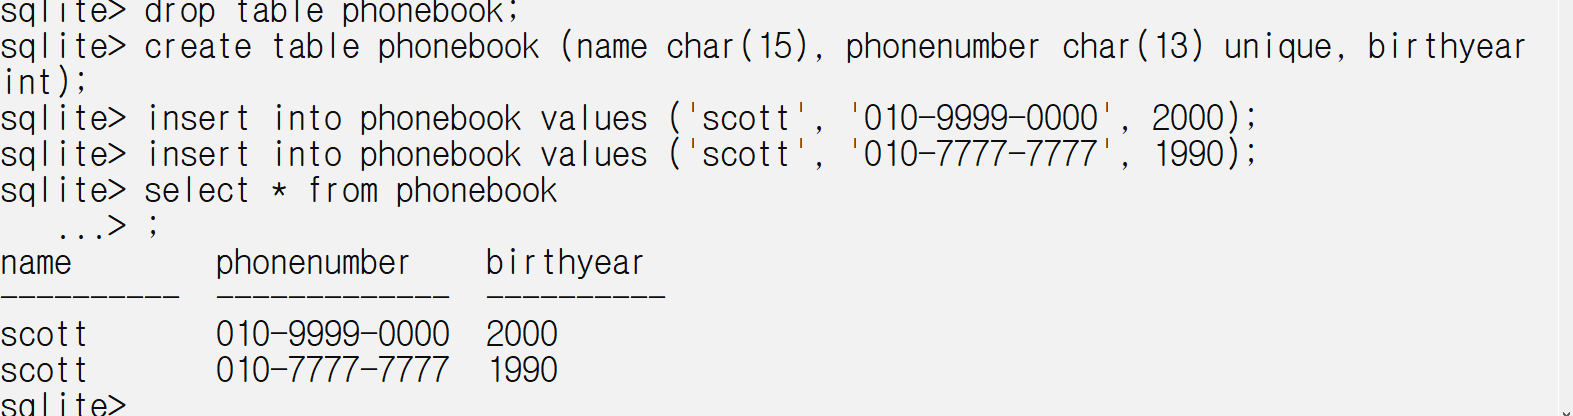 sqlite> drop table phonebook;
sqlite> create table phonebook (name char(15), phonenumber char(13) unique, birthyear
int);
sqlite> insert into phonebook values ('scott', '010-9999-0000', 2000);
sqlite> insert into phonebook values ('scott', '010-7777-7777', 1990);
sqlite> select * from phonebook
   ...> ;
name        phonenumber    birthyear
----------  -------------  ----------
scott       010-9999-0000  2000
scott       010-7777-7777  1990
sqlite>